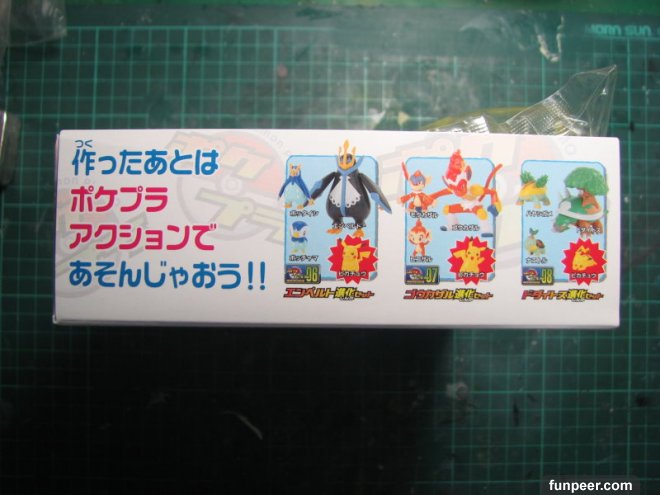 つく
作ったあとは
ポケプラ
アクションで
あそんじゃおう!!
ポッタイシ
エンペルト
ポッチャマ
ピカチュウ
06
エンペルト進化セット
モウカザル
ゴウカザル
ヒコザル
ピカチュウ
07
ゴウカザル進化セット
ハヤシガメ
ドダイトス
ナエトル
ピカチュウ
08
ドダイトス進化セット
funpeer.com